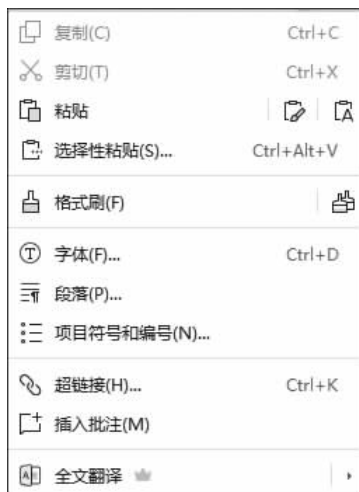 复制(C) Ctrl+C
剪切(T) Ctrl+X
粘贴
选择性粘贴(S)... Ctrl+Alt+V
格式刷(F)
字体(F)... Ctrl+D
段落(P)...
项目符号和编号(N)...
超链接(H)... Ctrl+K
插入批注(M)
全文翻译